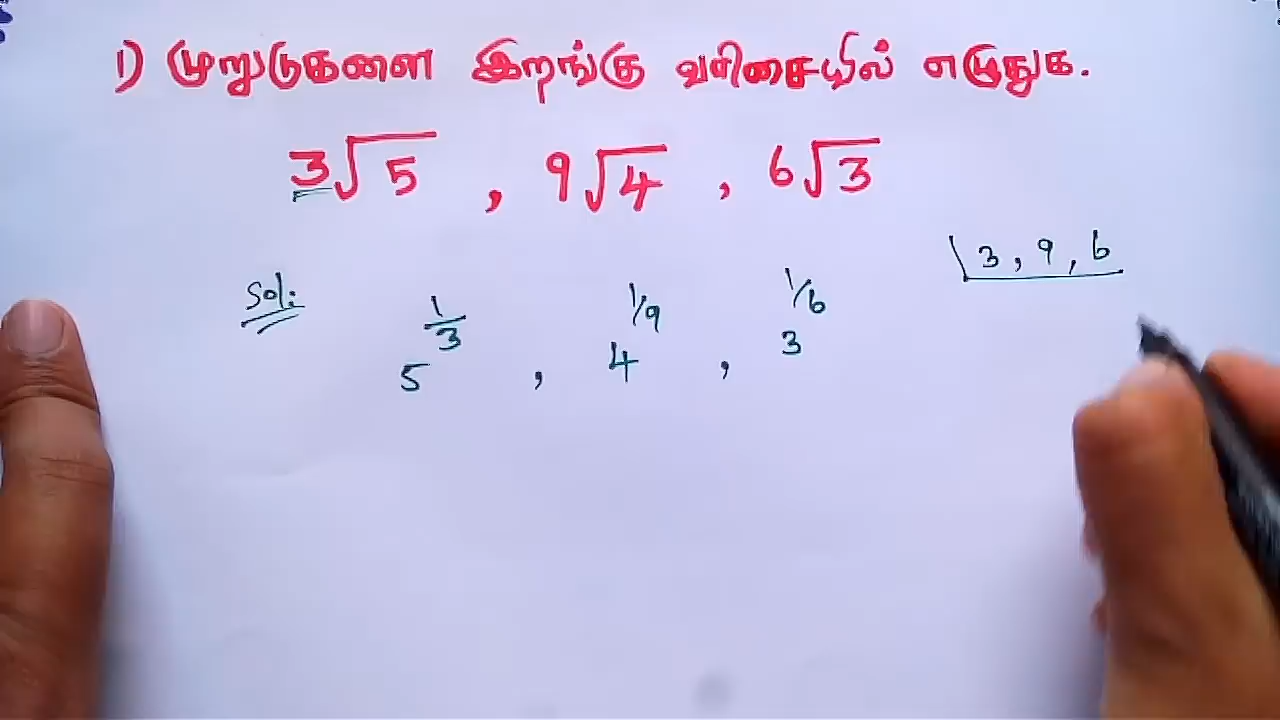 1) முறுடுகளை இறங்கு வரிசையில் எழுதுக.
3√5 , 9√4 , 6√3
Sol:
5^1/3 , 4^1/9 , 3^1/6
3 , 9 , 6